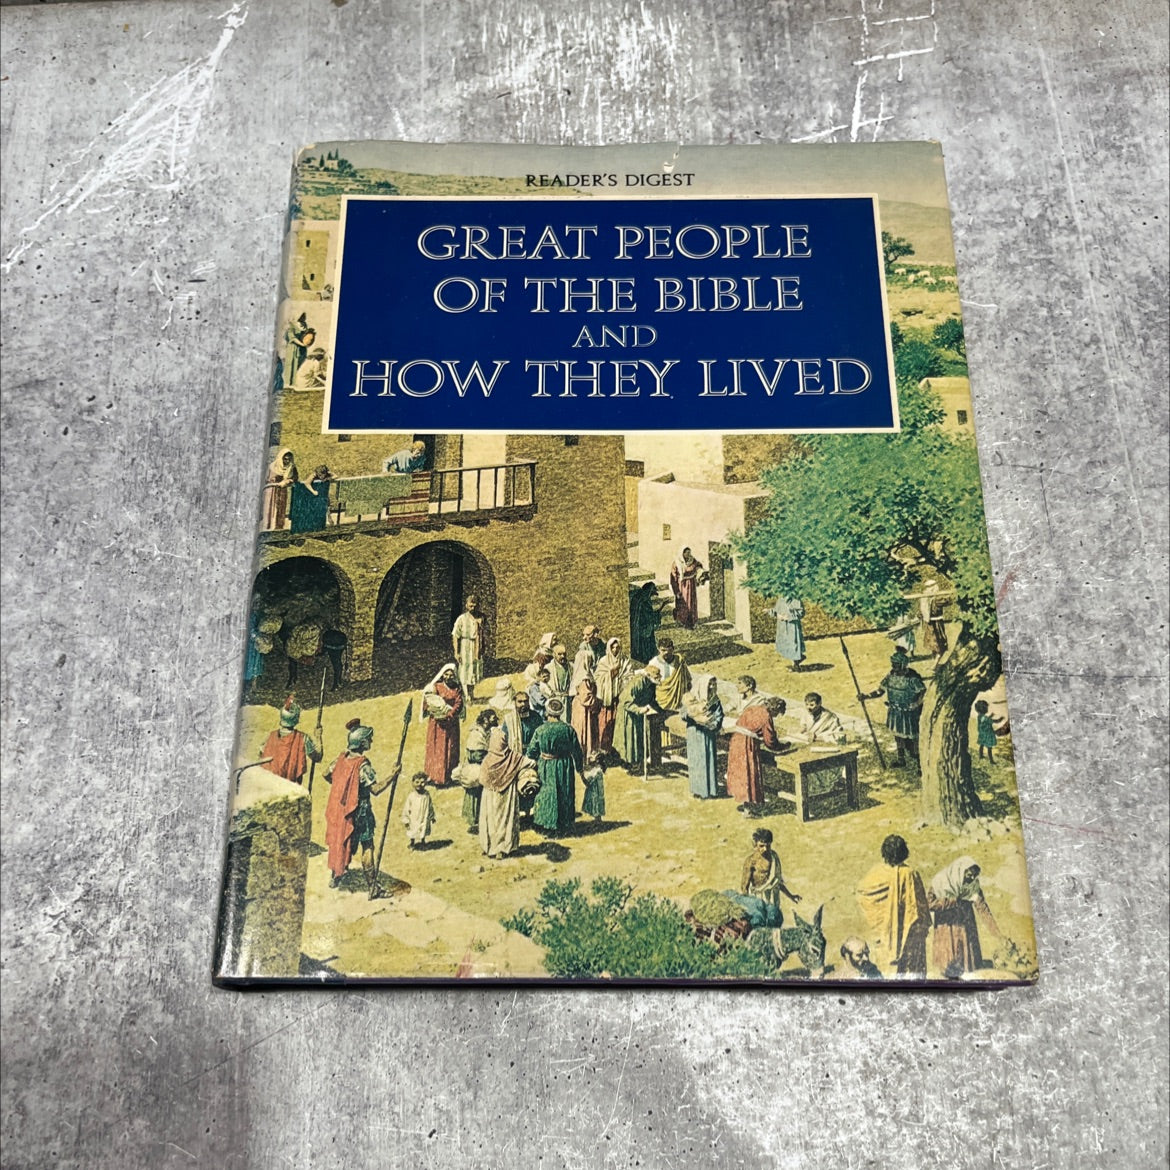 READER'S DIGEST
GREAT PEOPLE
OF THE BIBLE
AND
HOW THEY LIVED